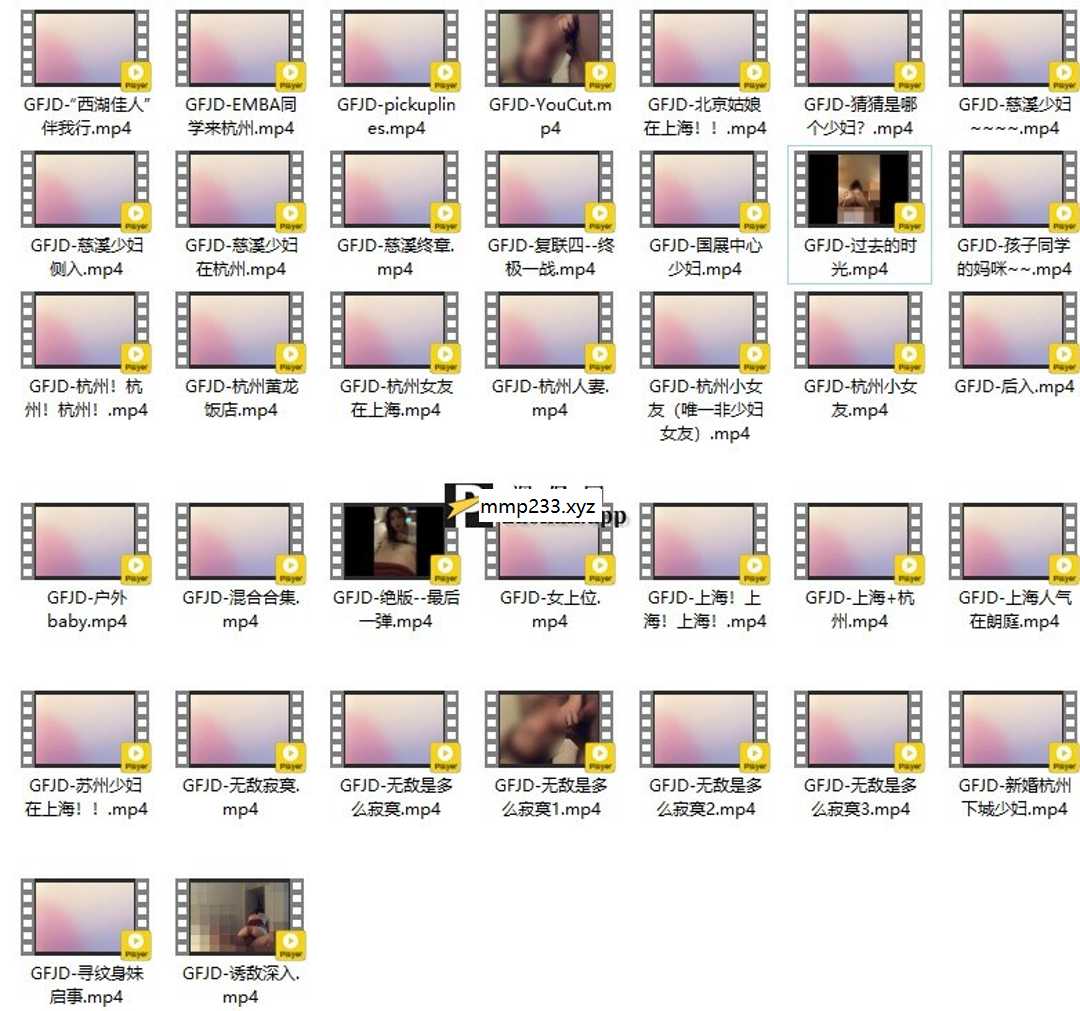 GFJD-“西湖佳人”
伴我行.mp4
GFJD-EMBA同
学来杭州.mp4
GFJD-pickuplin
es.mp4
GFJD-YouCut.m
p4
GFJD-北京姑娘
在上海！！.mp4
GFJD-猜猜是哪
个少妇？.mp4
GFJD-慈溪少妇
~~~~.mp4
GFJD-慈溪少妇
侧入.mp4
GFJD-慈溪少妇
在杭州.mp4
GFJD-慈溪终章.
mp4
GFJD-复联四--终
极一战.mp4
GFJD-国展中心
少妇.mp4
GFJD-过去的时
光.mp4
GFJD-孩子同学
的妈咪~~.mp4
GFJD-杭州！杭
州！杭州！.mp4
GFJD-杭州黄龙
饭店.mp4
GFJD-杭州女友
在上海.mp4
GFJD-杭州人妻.
mp4
GFJD-杭州小女
友（唯一非少妇
女友）.mp4
GFJD-杭州小女
友.mp4
GFJD-后入.mp4
mmp233.xyz
pp
GFJD-户外
baby.mp4
GFJD-混合合集.
mp4
GFJD-绝版--最后
一弹.mp4
GFJD-女上位.
mp4
GFJD-上海！上
海！上海！.mp4
GFJD-上海+杭
州.mp4
GFJD-上海人气
在朗庭.mp4
GFJD-苏州少妇
在上海！！.mp4
GFJD-无敌寂寞.
mp4
GFJD-无敌是多
么寂寞.mp4
GFJD-无敌是多
么寂寞1.mp4
GFJD-无敌是多
么寂寞2.mp4
GFJD-无敌是多
么寂寞3.mp4
GFJD-新婚杭州
下城少妇.mp4
GFJD-寻纹身妹
启事.mp4
GFJD-诱敌深入.
mp4